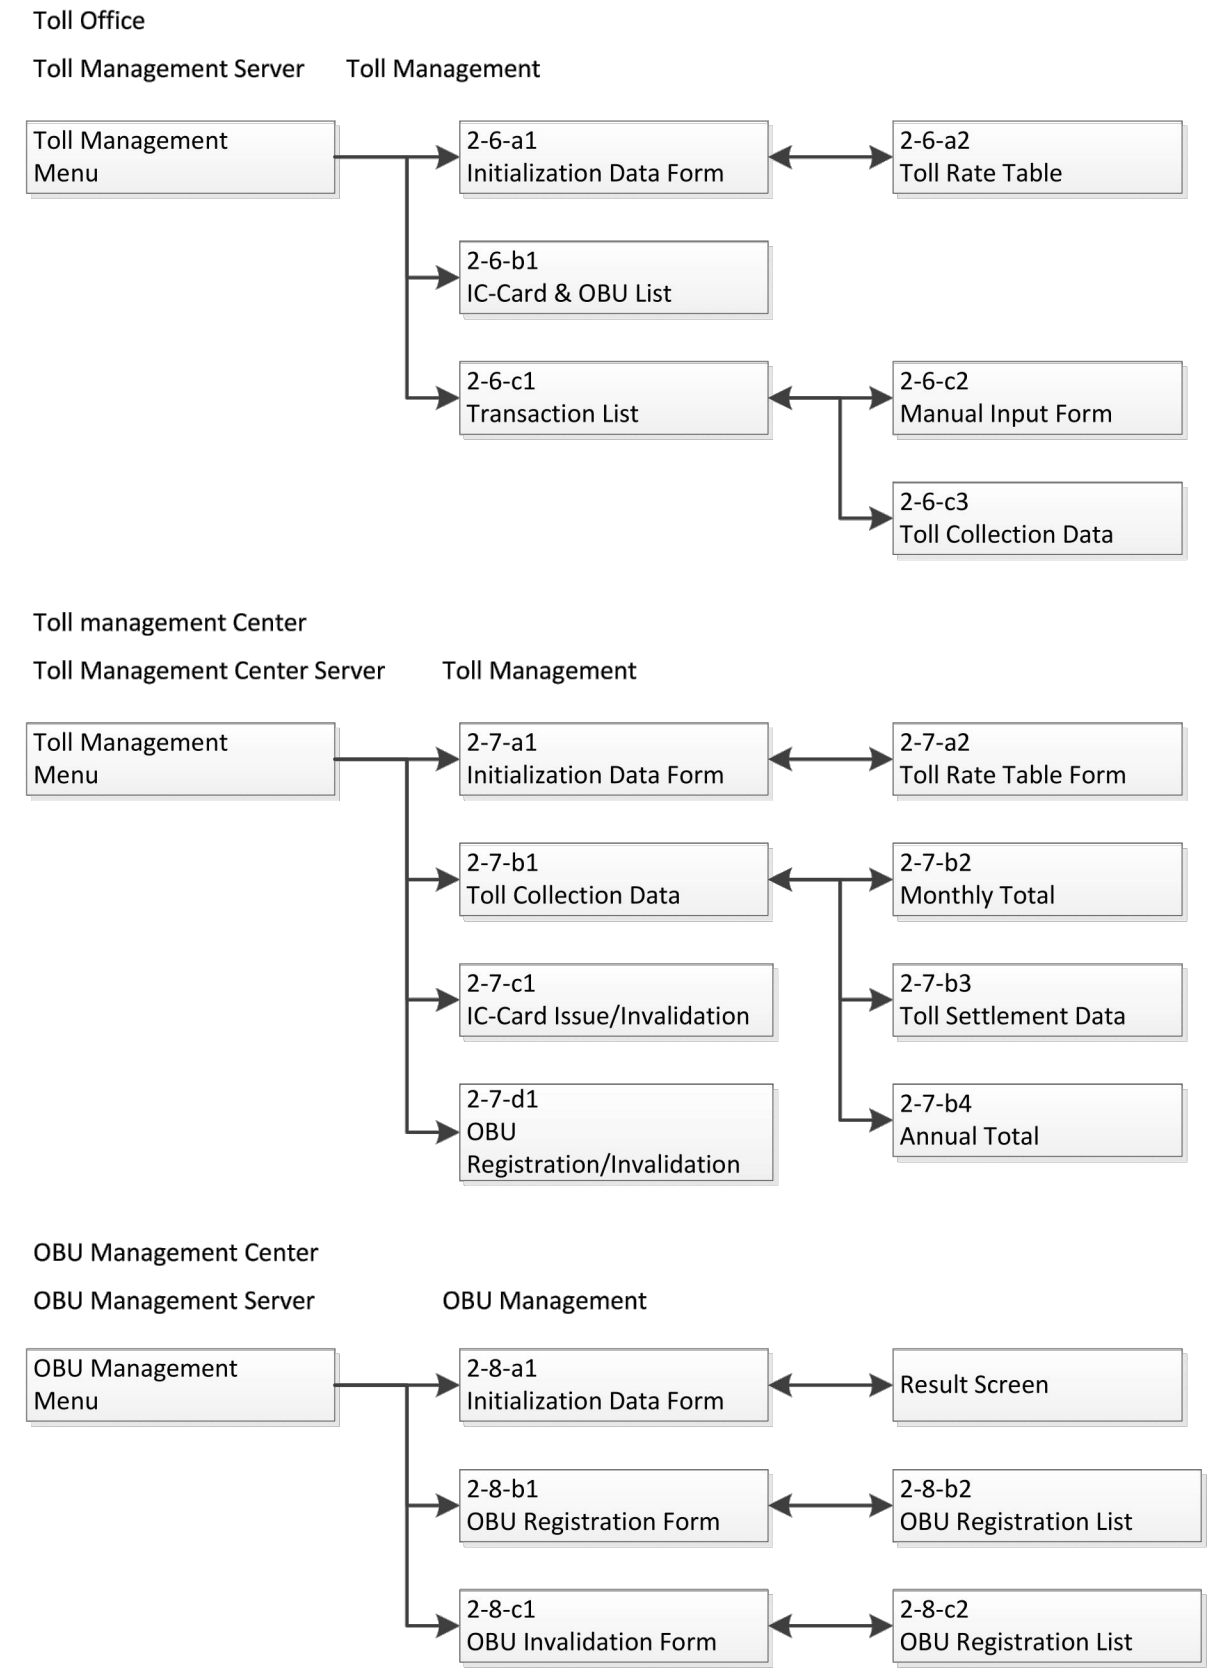 Toll Office
Toll Management Server Toll Management
Toll Management
Menu
2-6-a1
Initialization Data Form
2-6-a2
Toll Rate Table
2-6-b1
IC-Card & OBU List
2-6-c1
Transaction List
2-6-c2
Manual Input Form
2-6-c3
Toll Collection Data
Toll management Center
Toll Management Center Server Toll Management
Toll Management
Menu
2-7-a1
Initialization Data Form
2-7-a2
Toll Rate Table Form
2-7-b1
Toll Collection Data
2-7-b2
Monthly Total
2-7-c1
IC-Card Issue/Invalidation
2-7-b3
Toll Settlement Data
2-7-d1
OBU
Registration/Invalidation
2-7-b4
Annual Total
OBU Management Center
OBU Management Server OBU Management
OBU Management
Menu
2-8-a1
Initialization Data Form
Result Screen
2-8-b1
OBU Registration Form
2-8-b2
OBU Registration List
2-8-c1
OBU Invalidation Form
2-8-c2
OBU Registration List